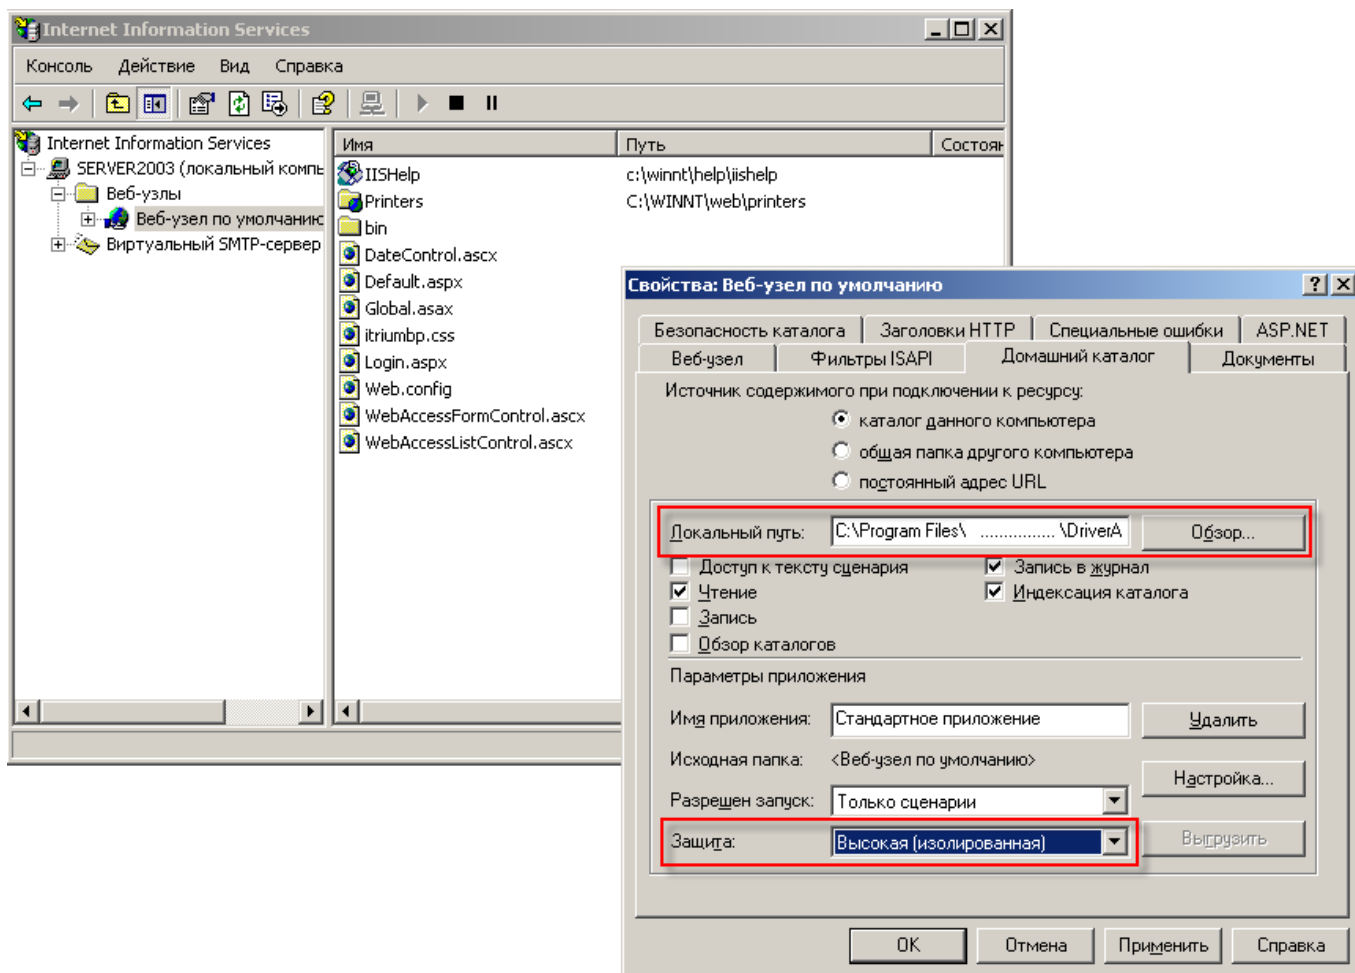 Internet Information Services
Консоль Действие Вид Справка
Internet Information Services
SERVER2003 (локальный компь
Веб-узлы
Веб-узел по умолчанию
Виртуальный SMTP-сервер
Имя Путь Состоян
IISHelp c:\winnt\help\iishelp
Printers C:\WINNT\web\printers
bin
DateControl.ascx
Default.aspx
Global.asax
itriumbp.css
Login.aspx
Web.config
WebAccessFormControl.ascx
WebAccessListControl.ascx
Свойства: Веб-узел по умолчанию
Безопасность каталога Заголовки HTTP Специальные ошибки ASP.NET
Веб-узел Фильтры ISAPI Домашний каталог Документы
Источник содержимого при подключении к ресурсу:
каталог данного компьютера
общая папка другого компьютера
постоянный адрес URL
Локальный путь: C:\Program Files\ ................ \DriverA Обзор...
Доступ к тексту сценария Запись в журнал
Чтение Индексация каталога
Запись
Обзор каталогов
Параметры приложения
Имя приложения: Стандартное приложение Удалить
Исходная папка: <Веб-узел по умолчанию>
Настройка...
Разрешен запуск: Только сценарии
Защита: Высокая (изолированная) Выгрузить
OK Отмена Применить Справка